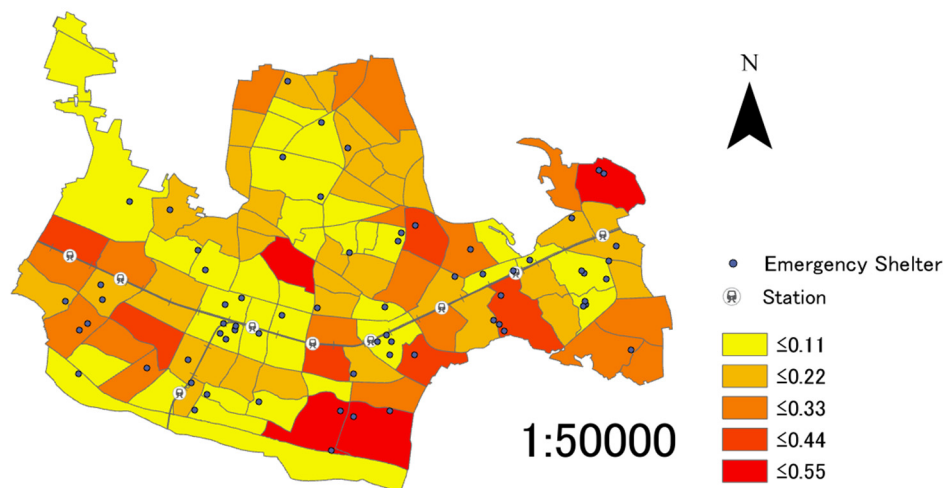 N
Emergency Shelter
Station
≤0.11
≤0.22
≤0.33
≤0.44
≤0.55
1:50000